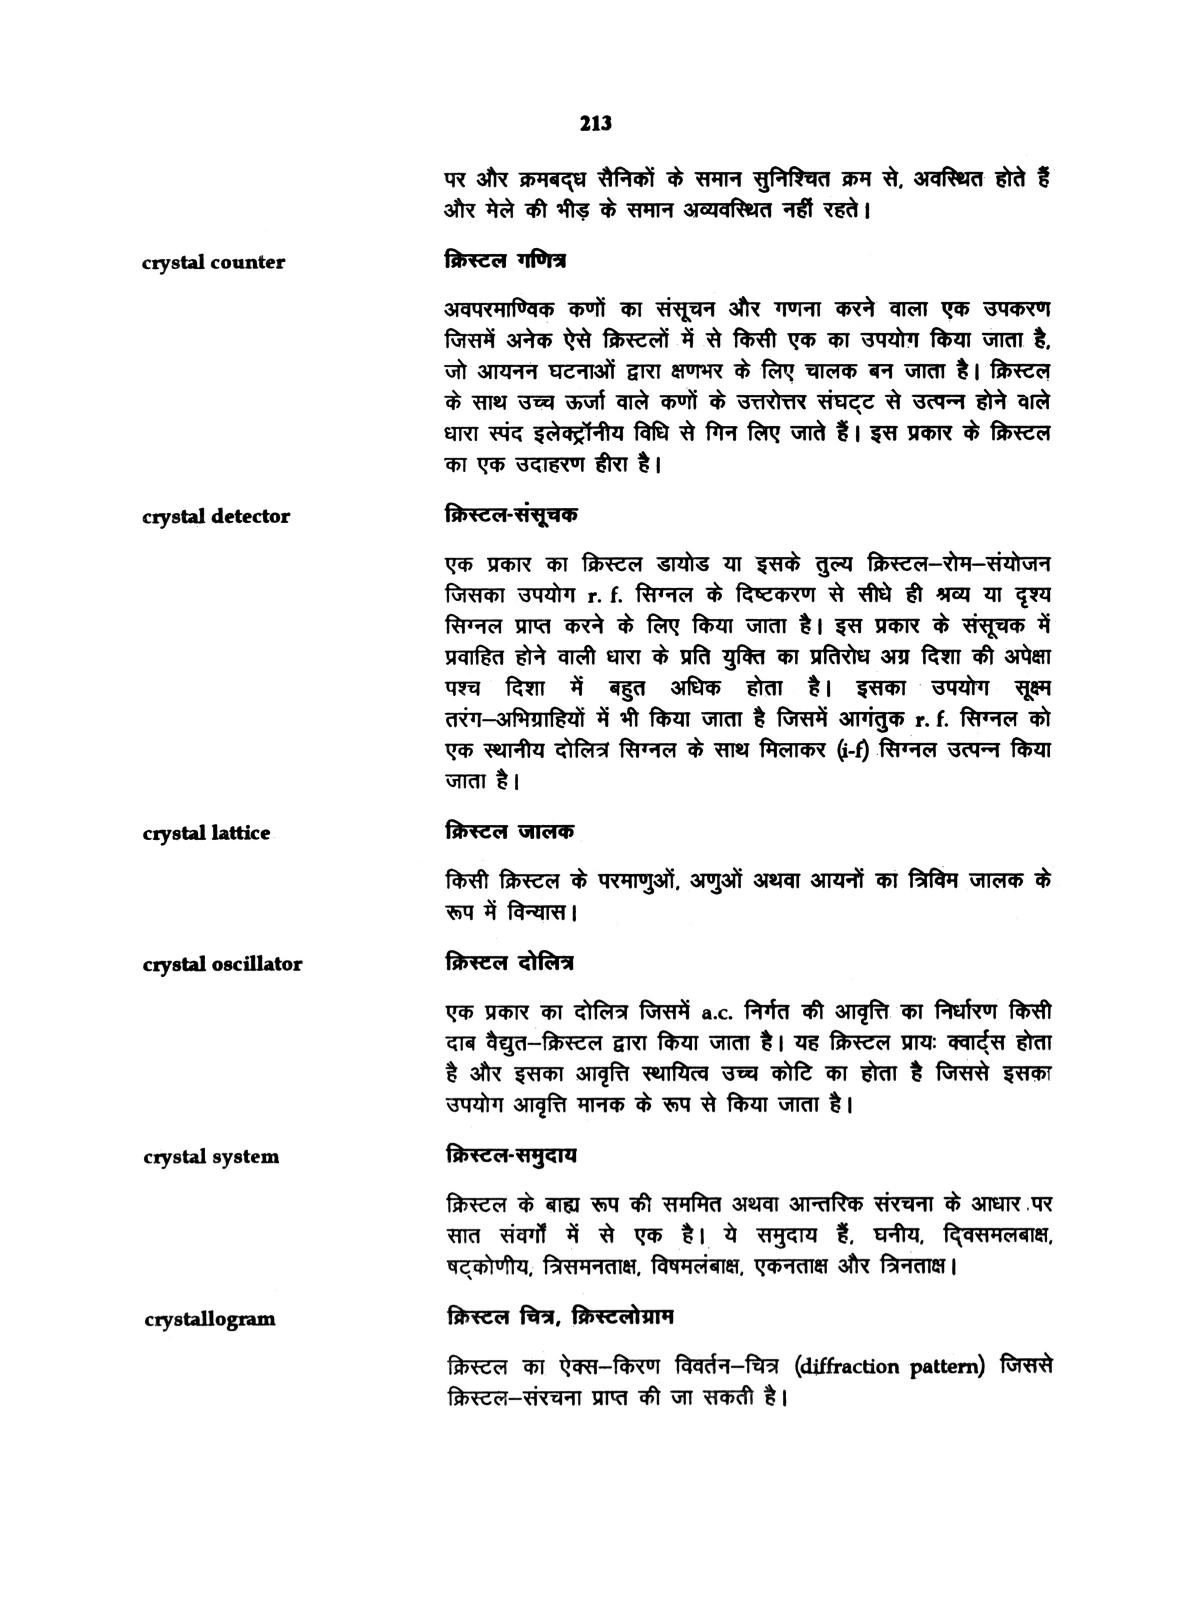 213
पर और क्रमबद्ध सैनिकों के समान सुनिश्चित क्रम से, अवस्थित होते हैं
और मेले की भीड़ के समान अव्यवस्थित नहीं रहते।
crystal counter क्रिस्टल गणित्र
अवपरमाण्विक कणों का संसूचन और गणना करने वाला एक उपकरण
जिसमें अनेक ऐसे क्रिस्टलों में से किसी एक का उपयोग किया जाता है,
जो आयनन घटनाओं द्वारा क्षणभर के लिए चालक बन जाता है। क्रिस्टल
के साथ उच्च ऊर्जा वाले कणों के उत्तरोत्तर संघट्ट से उत्पन्न होने वाले
धारा स्पंद इलेक्ट्रॉनीय विधि से गिन लिए जाते हैं। इस प्रकार के क्रिस्टल
का एक उदाहरण हीरा है।
crystal detector क्रिस्टल-संसूचक
एक प्रकार का क्रिस्टल डायोड या इसके तुल्य क्रिस्टल–रोम–संयोजन
जिसका उपयोग r. f. सिग्नल के दिष्टकरण से सीधे ही श्रव्य या दृश्य
सिग्नल प्राप्त करने के लिए किया जाता है। इस प्रकार के संसूचक में
प्रवाहित होने वाली धारा के प्रति युक्ति का प्रतिरोध अग्र दिशा की अपेक्षा
पश्च दिशा में बहुत अधिक होता है। इसका उपयोग सूक्ष्म
तरंग–अभिग्राहियों में भी किया जाता है जिसमें आगंतुक r. f. सिग्नल को
एक स्थानीय दोलित्र सिग्नल के साथ मिलाकर (i-f) सिग्नल उत्पन्न किया
जाता है।
crystal lattice क्रिस्टल जालक
किसी क्रिस्टल के परमाणुओं, अणुओं अथवा आयनों का त्रिविम जालक के
रूप में विन्यास।
crystal oscillator क्रिस्टल दोलित्र
एक प्रकार का दोलित्र जिसमें a.c. निर्गत की आवृत्ति का निर्धारण किसी
दाब वैद्युत–क्रिस्टल द्वारा किया जाता है। यह क्रिस्टल प्रायः क्वार्ट्स होता
है और इसका आवृत्ति स्थायित्व उच्च कोटि का होता है जिससे इसका
उपयोग आवृत्ति मानक के रूप से किया जाता है।
crystal system क्रिस्टल-समुदाय
क्रिस्टल के बाह्य रूप की सममित अथवा आन्तरिक संरचना के आधार पर
सात संवर्गों में से एक है। ये समुदाय हैं, घनीय, द्विसमलबाक्ष,
षट्कोणीय, त्रिसमनताक्ष, विषमलंबाक्ष, एकनताक्ष और त्रिनताक्ष।
crystallogram क्रिस्टल चित्र, क्रिस्टलोग्राम
क्रिस्टल का ऐक्स–किरण विवर्तन–चित्र (diffraction pattern) जिससे
क्रिस्टल–संरचना प्राप्त की जा सकती है।